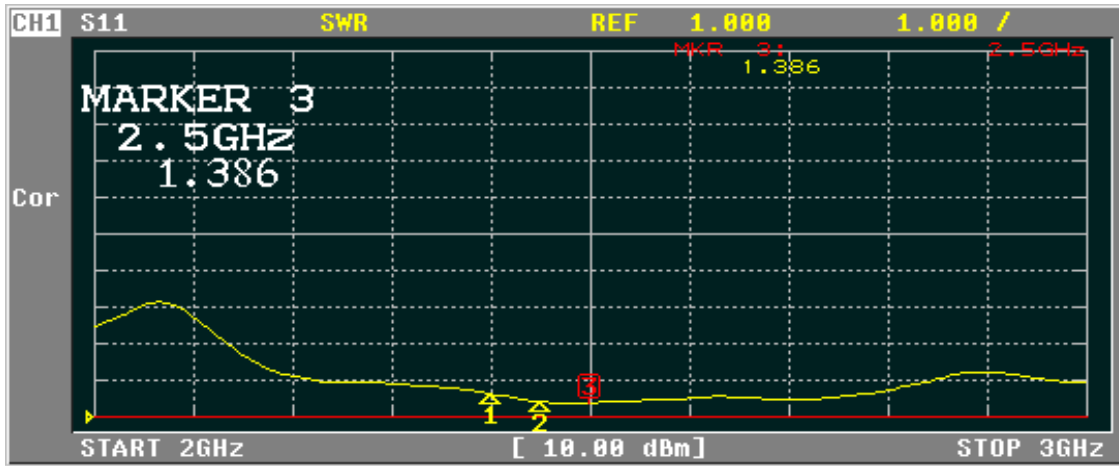 CH1 S11 SWR REF 1.000 1.000 /
MKR 3: 2.5GHz
1.386
MARKER 3
2.5GHz
1.386
Cor
3
1 2
START 2GHz [ 10.00 dBm] STOP 3GHz